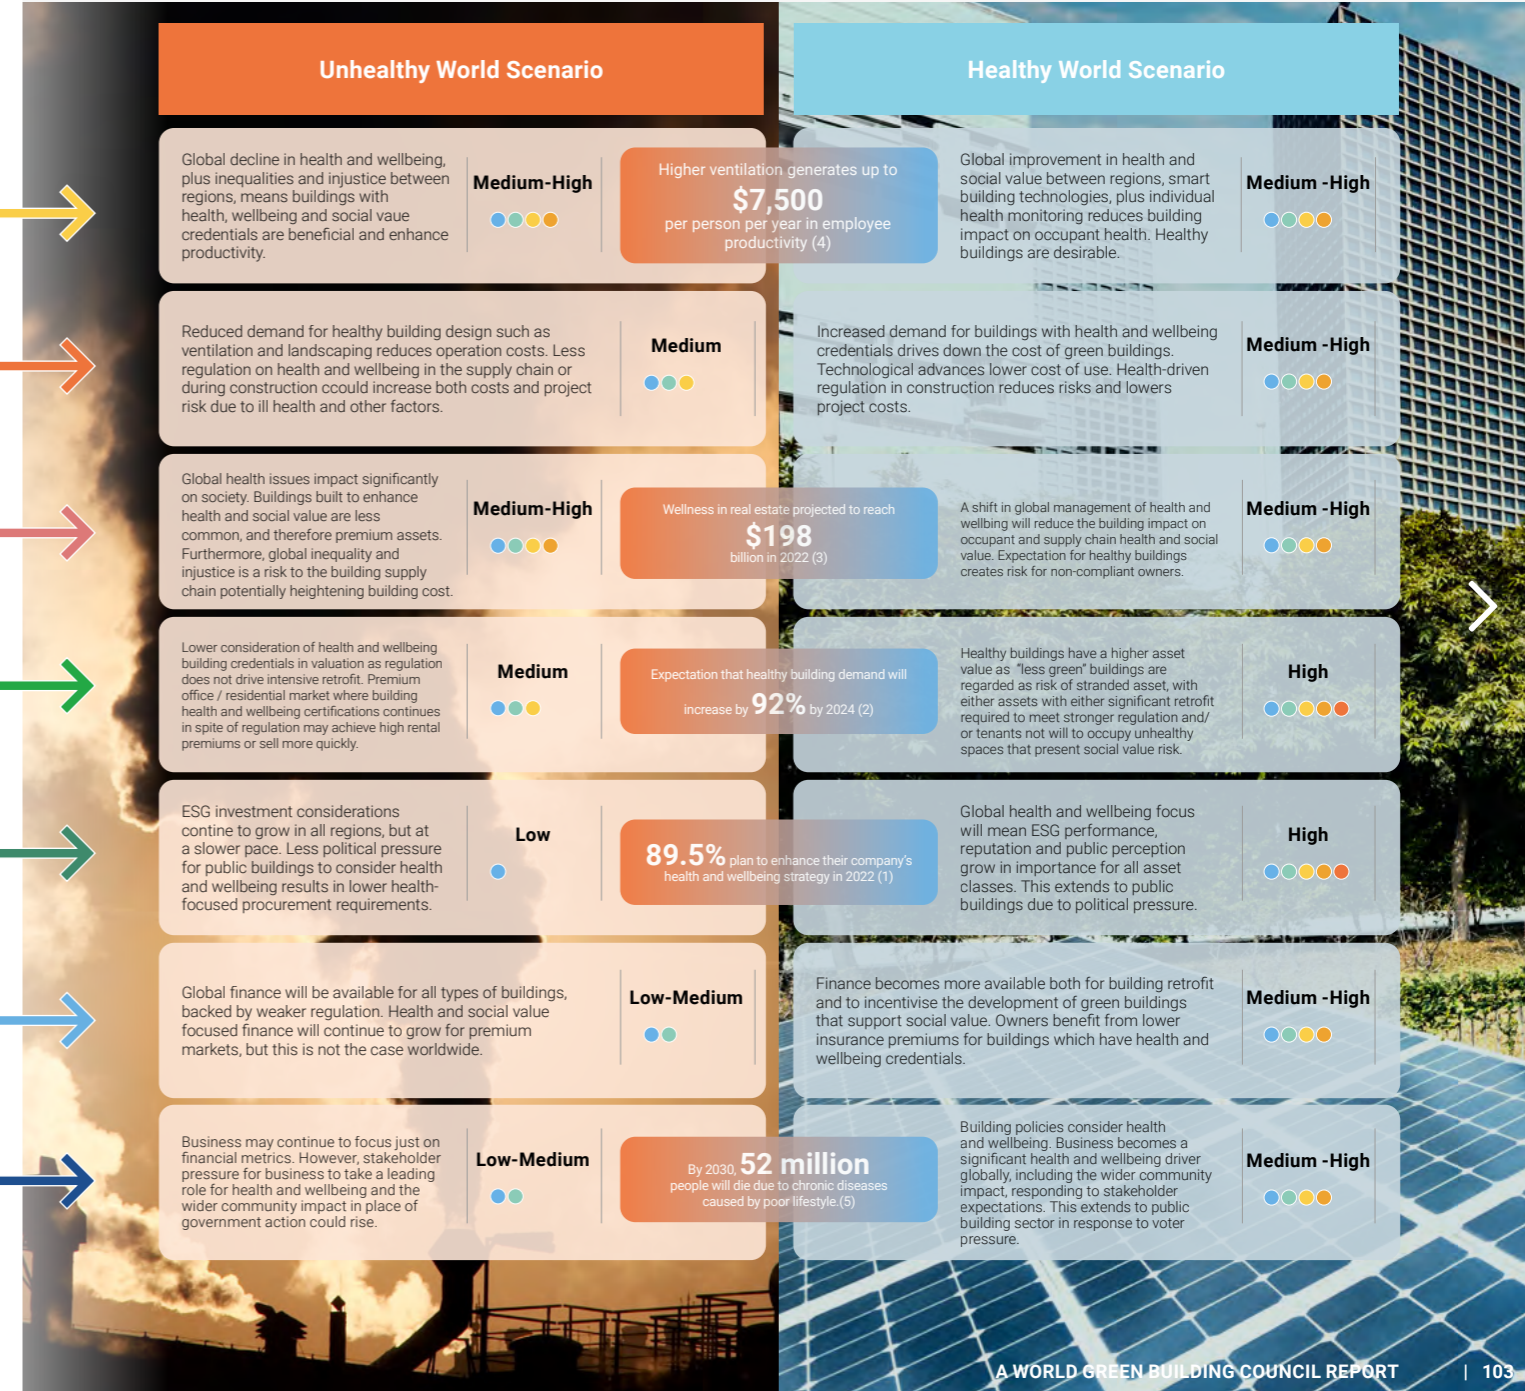 Unhealthy World Scenario
Healthy World Scenario
Global decline in health and wellbeing,
plus inequalities and injustice between
regions, means buildings with
health, wellbeing and social vaue
credentials are beneficial and enhance
productivity.
Medium-High
Higher ventilation generates up to
$7,500
per person per year in employee
productivity (4)
Global improvement in health and
social value between regions, smart
building technologies, plus individual
health monitoring reduces building
impact on occupant health. Healthy
buildings are desirable.
Medium -High
Reduced demand for healthy building design such as
ventilation and landscaping reduces operation costs. Less
regulation on health and wellbeing in the supply chain or
during construction ccould increase both costs and project
risk due to ill health and other factors.
Medium
Increased demand for buildings with health and wellbeing
credentials drives down the cost of green buildings.
Technological advances lower cost of use. Health-driven
regulation in construction reduces risks and lowers
project costs.
Medium -High
Global health issues impact significantly
on society. Buildings built to enhance
health and social value are less
common, and therefore premium assets.
Furthermore, global inequality and
injustice is a risk to the building supply
chain potentially heightening building cost.
Medium-High
Wellness in real estate projected to reach
$198
billion in 2022 (3)
A shift in global management of health and
wellbing will reduce the building impact on
occupant and supply chain health and social
value. Expectation for healthy buildings
creates risk for non-compliant owners.
Medium -High
Lower consideration of health and wellbeing
building credentials in valuation as regulation
does not drive intensive retrofit. Premium
office / residential market where building
health and wellbeing certifications continues
in spite of regulation may achieve high rental
premiums or sell more quickly.
Medium
Expectation that healthy building demand will
increase by 92% by 2024 (2)
Healthy buildings have a higher asset
value as "less green" buildings are
regarded as risk of stranded asset, with
either assets with either significant retrofit
required to meet stronger regulation and/
or tenants not will to occupy unhealthy
spaces that present social value risk.
High
ESG investment considerations
contine to grow in all regions, but at
a slower pace. Less political pressure
for public buildings to consider health
and wellbeing results in lower health-
focused procurement requirements.
Low
89.5% plan to enhance their company's
health and wellbeing strategy in 2022 (1)
Global health and wellbeing focus
will mean ESG performance,
reputation and public perception
grow in importance for all asset
classes. This extends to public
buildings due to political pressure.
High
Global finance will be available for all types of buildings,
backed by weaker regulation. Health and social value
focused finance will continue to grow for premium
markets, but this is not the case worldwide.
Low-Medium
Finance becomes more available both for building retrofit
and to incentivise the development of green buildings
that support social value. Owners benefit from lower
insurance premiums for buildings which have health and
wellbeing credentials.
Medium -High
Business may continue to focus just on
financial metrics. However, stakeholder
pressure for business to take a leading
role for health and wellbeing and the
wider community impact in place of
government action could rise.
Low-Medium
By 2030, 52 million
people will die due to chronic diseases
caused by poor lifestyle.(5)
Building policies consider health
and wellbeing. Business becomes a
significant health and wellbeing driver
globally, including the wider community
impact, responding to stakeholder
expectations. This extends to public
building sector in response to voter
pressure.
Medium -High
A WORLD GREEN BUILDING COUNCIL REPORT | 103